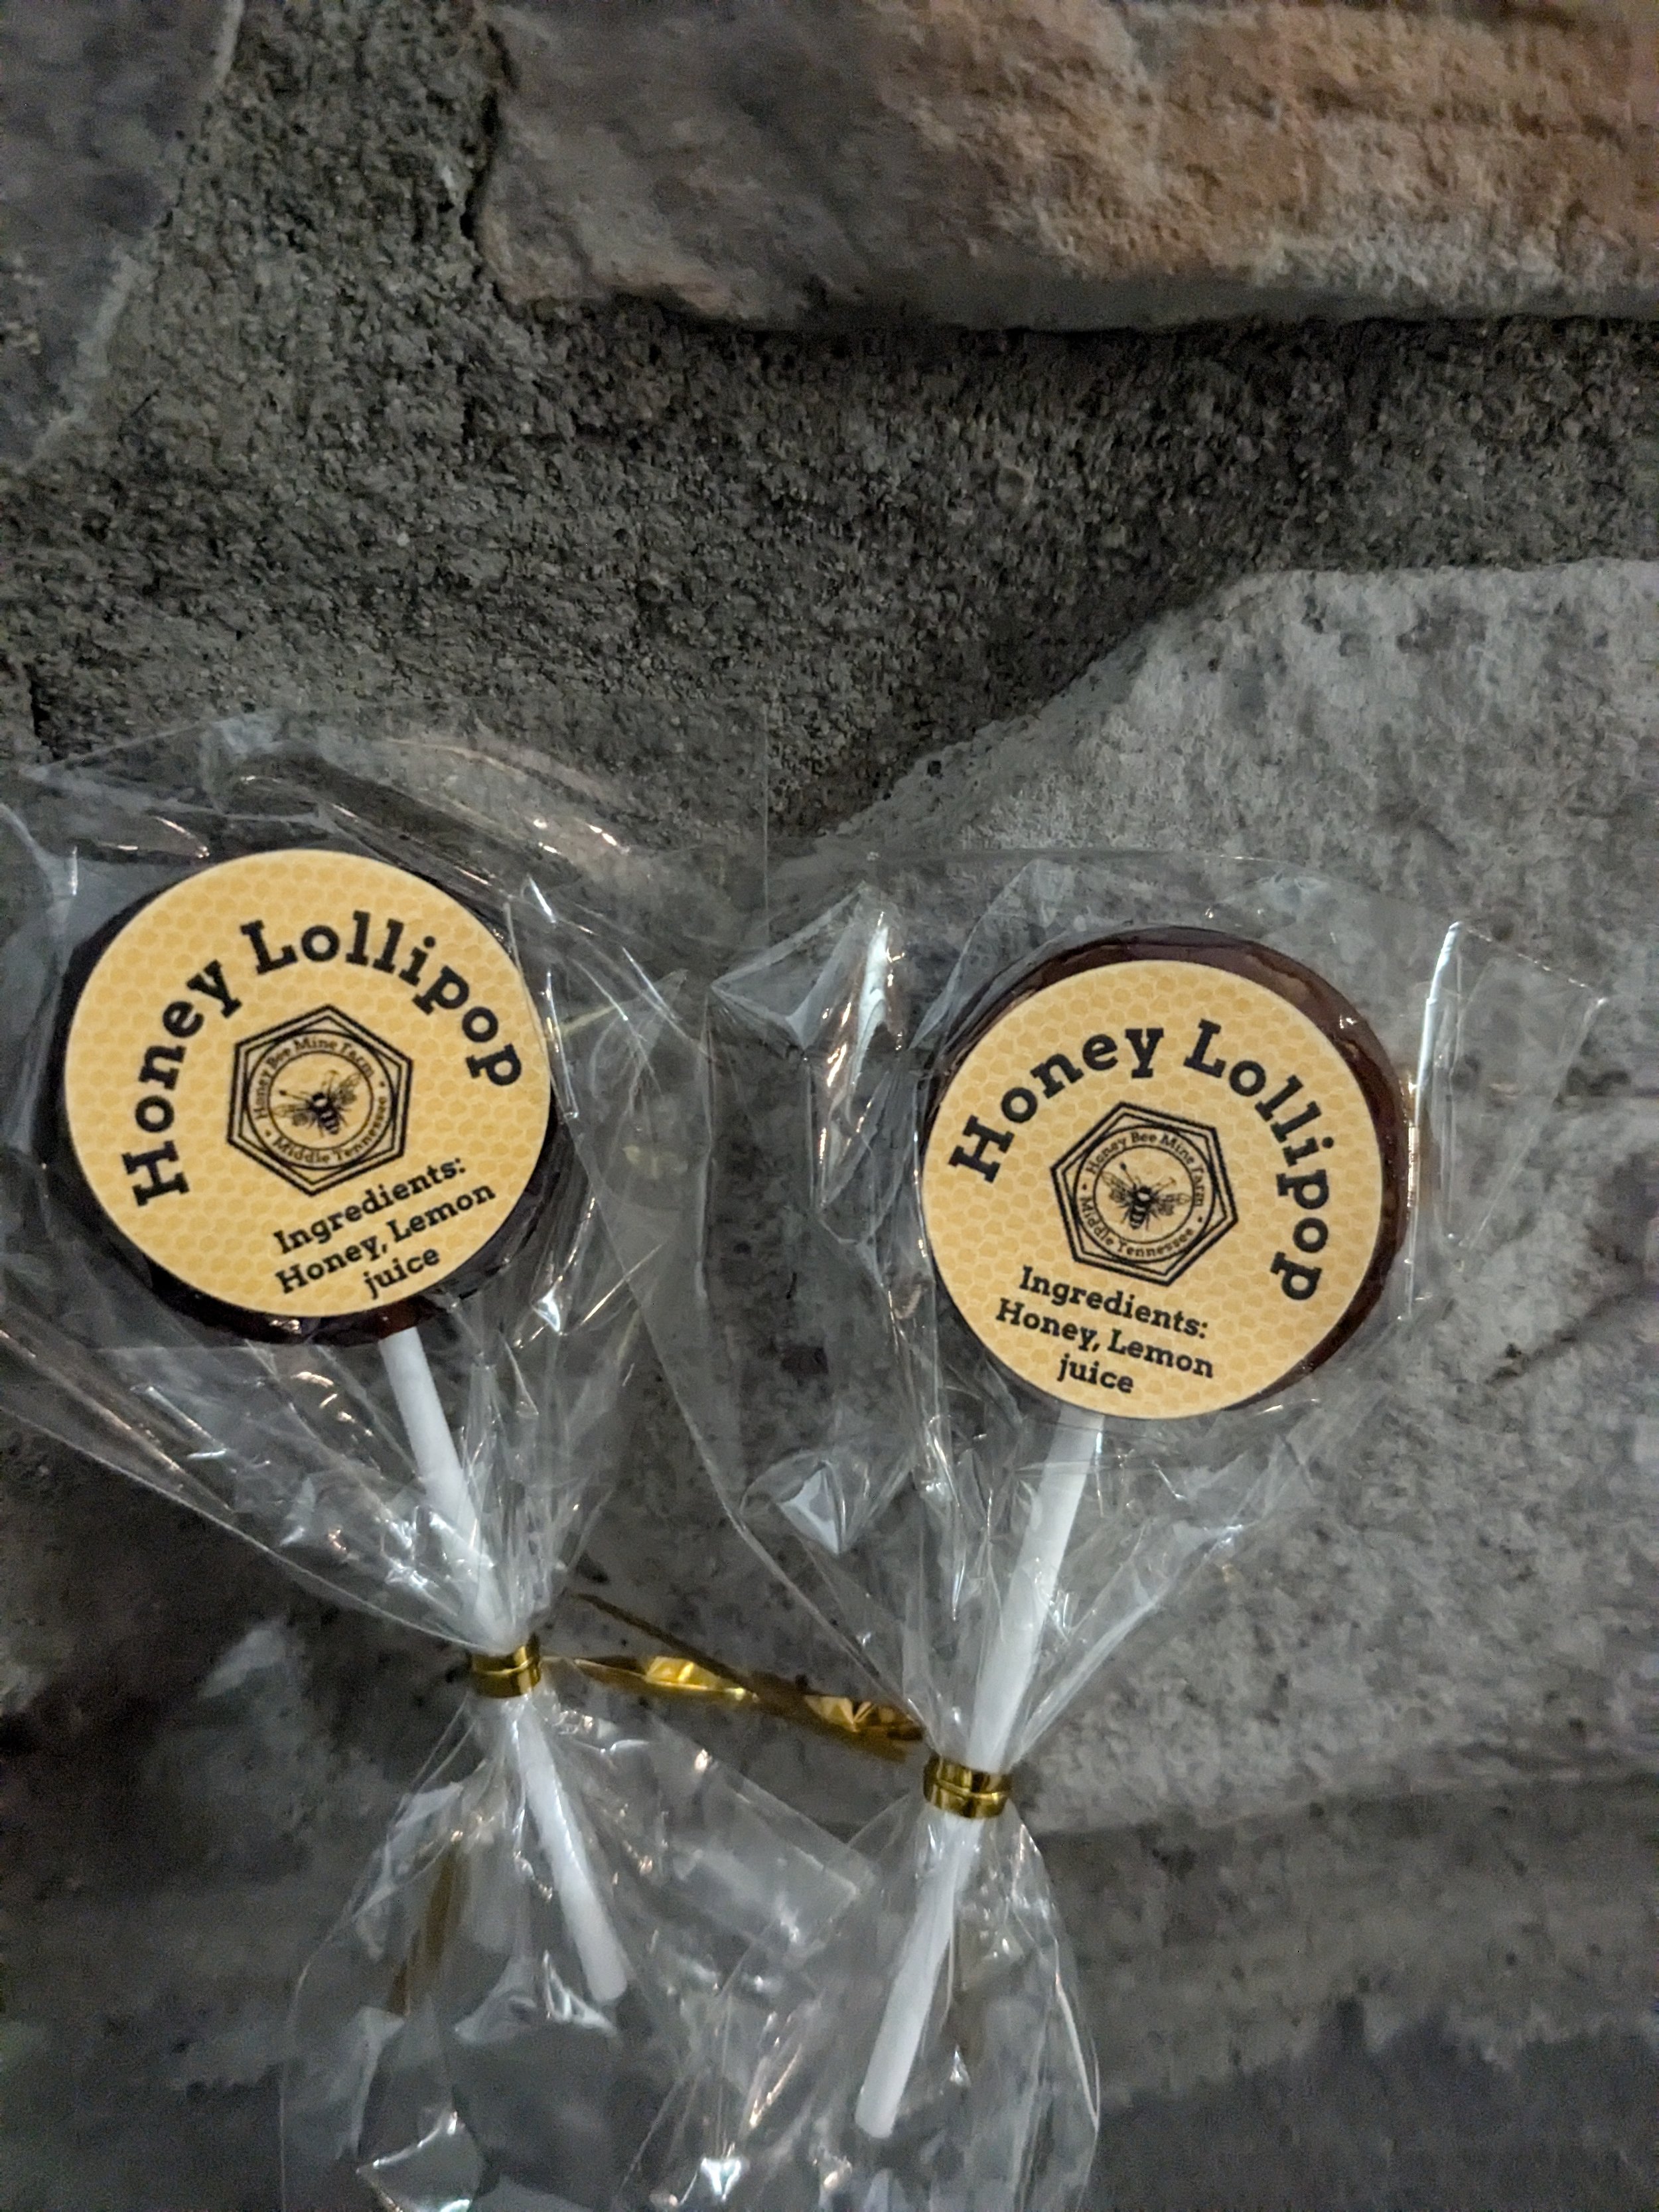 Honey Lollipop
Honey Bee Mine Farm
Middle Tennessee
Ingredients:
Honey, Lemon
juice
Honey Lollipop
Honey Bee Mine Farm
Middle Tennessee
Ingredients:
Honey, Lemon
juice